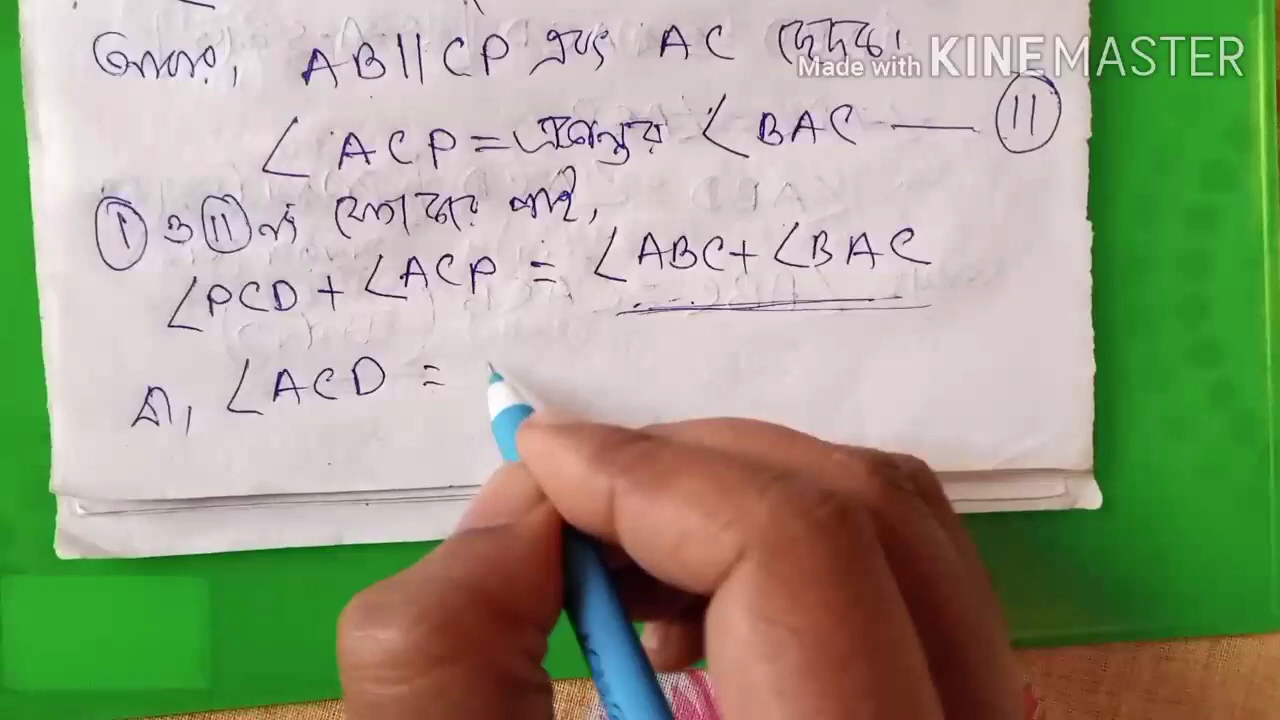 আবার, AB||CP এবং AC ছেদক।
Made with KINEMASTER
∠ACP = একান্তর ∠BAC —— (II)
(I) ও (II) নং যোগ করে পাই,
∠PCD + ∠ACP = ∠ABC + ∠BAC
বা, ∠ACD =